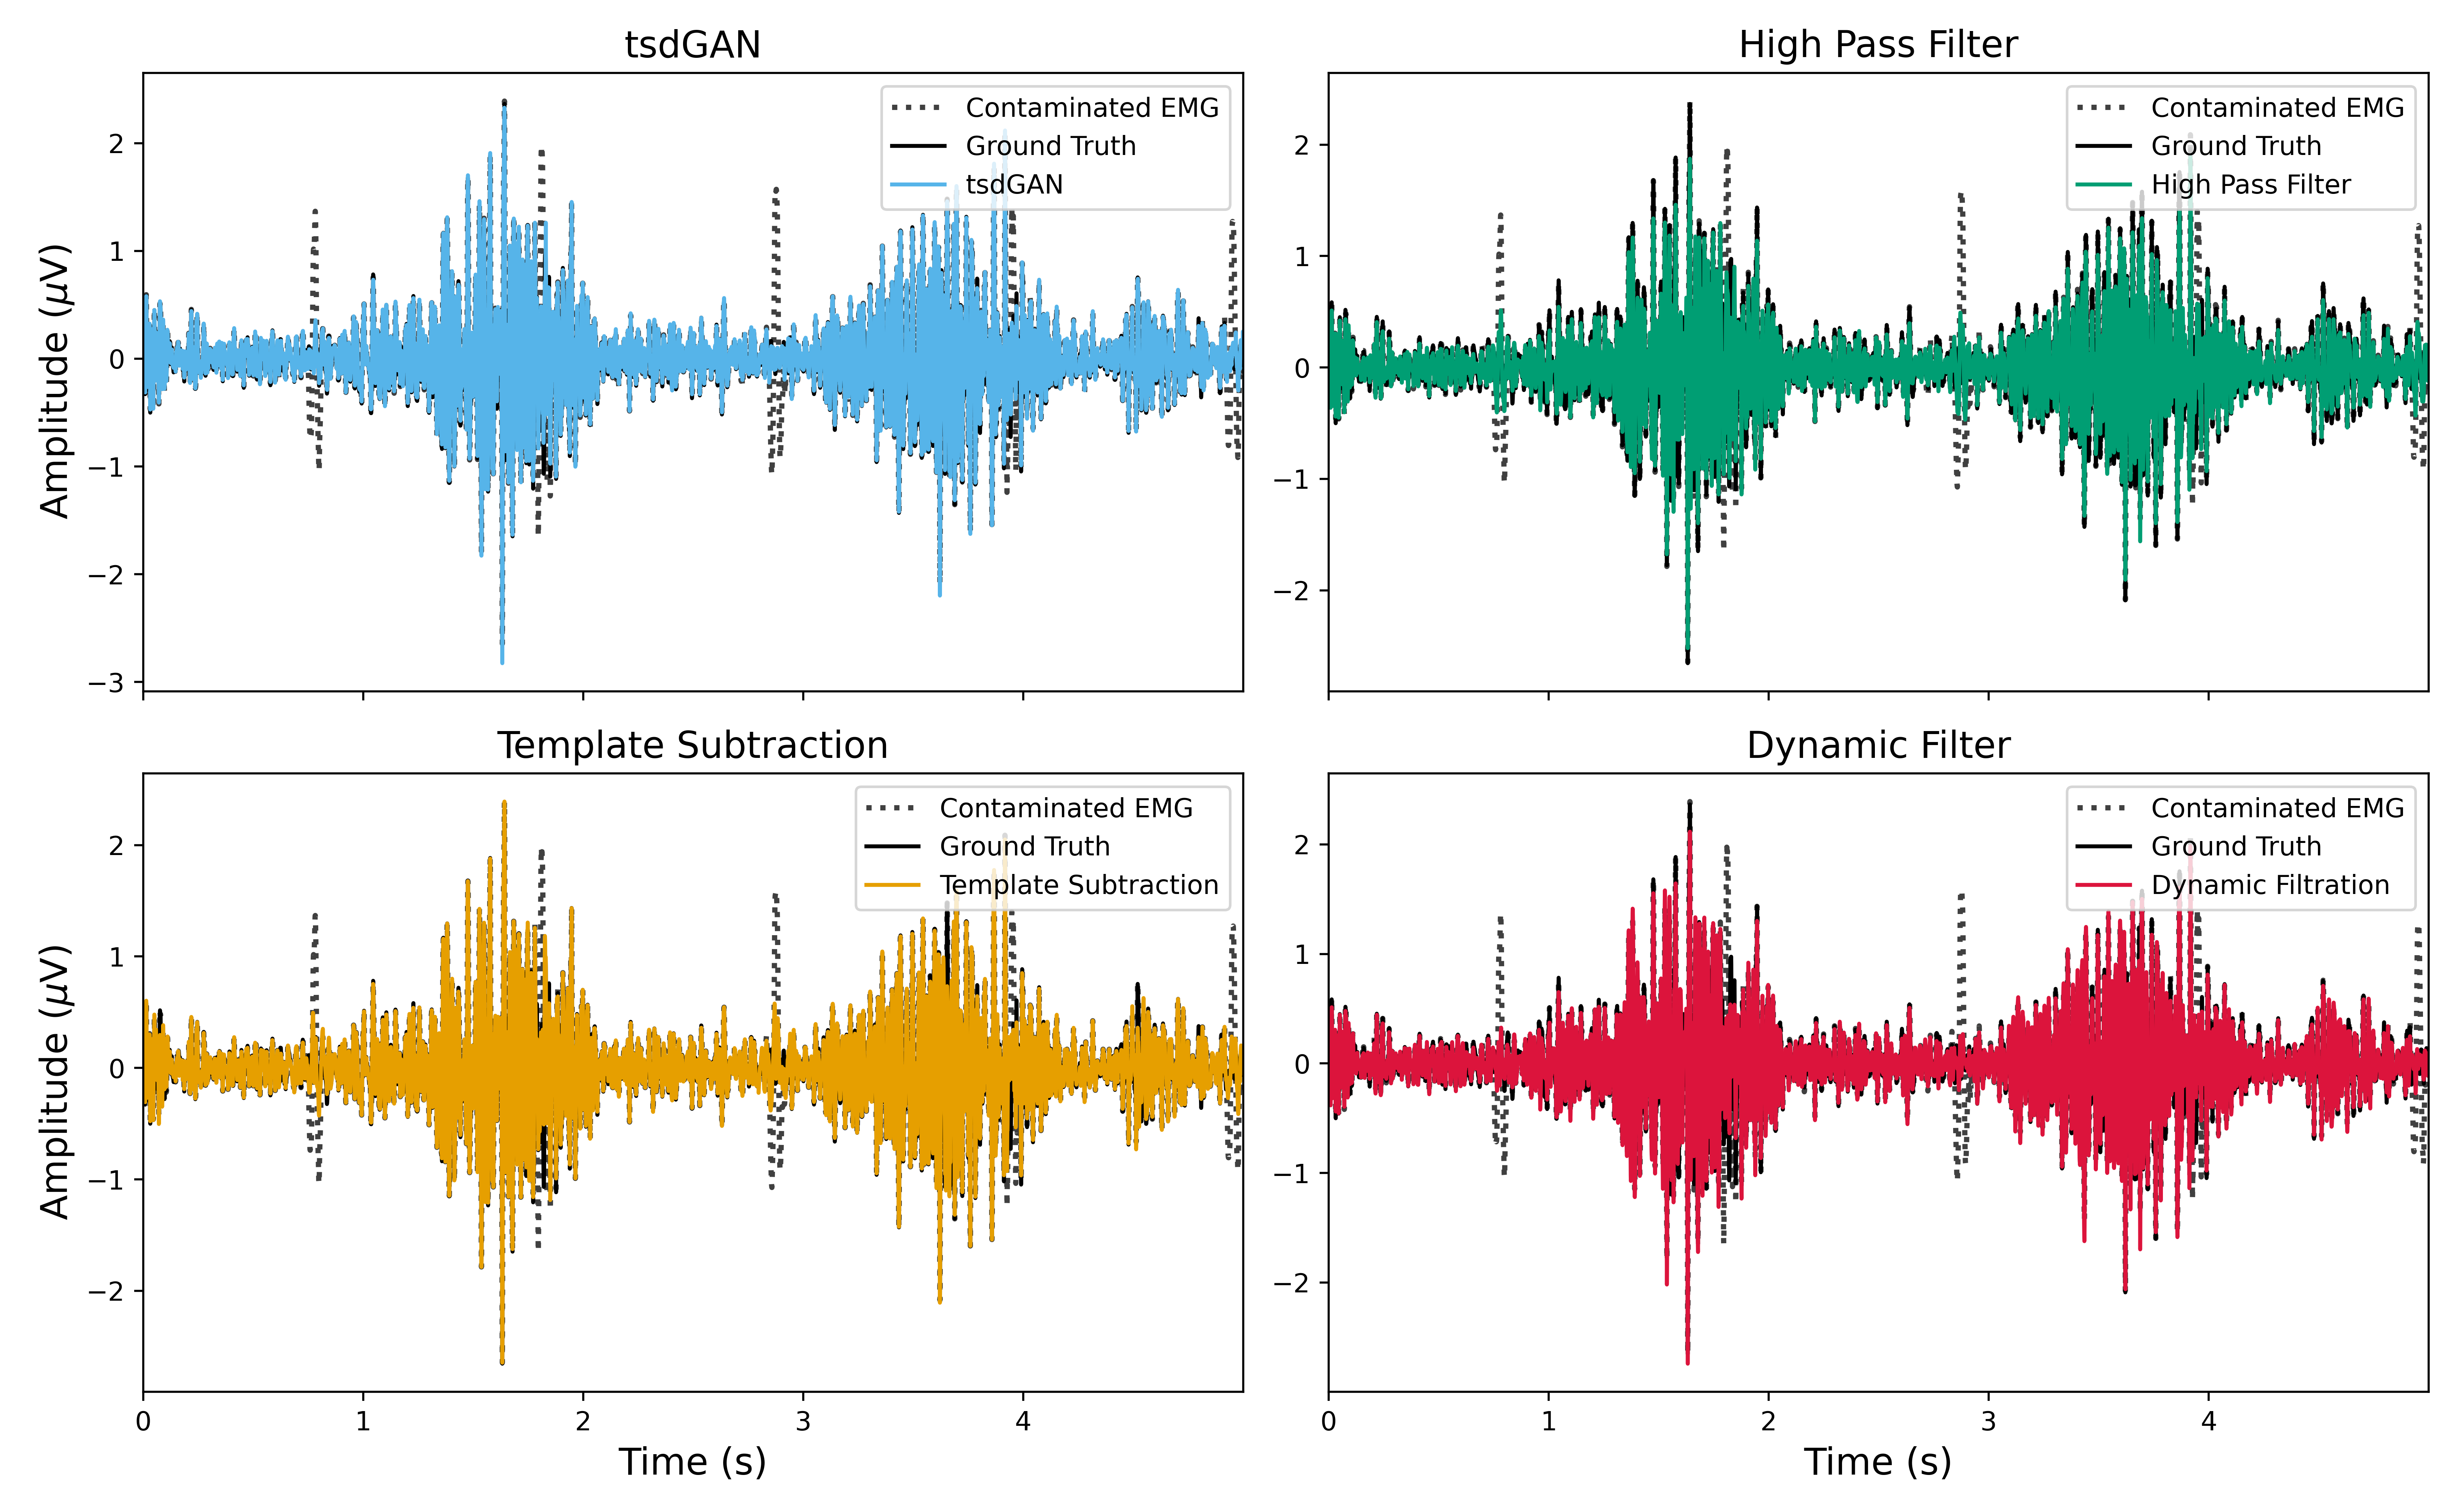 tsdGAN
Contaminated EMG
Ground Truth
tsdGAN
Amplitude (μV)
2
1
0
−1
−2
−3
High Pass Filter
Contaminated EMG
Ground Truth
High Pass Filter
2
1
0
−1
−2
Template Subtraction
Contaminated EMG
Ground Truth
Template Subtraction
Amplitude (μV)
2
1
0
−1
−2
0 1 2 3 4
Time (s)
Dynamic Filter
Contaminated EMG
Ground Truth
Dynamic Filtration
2
1
0
−1
−2
0 1 2 3 4
Time (s)